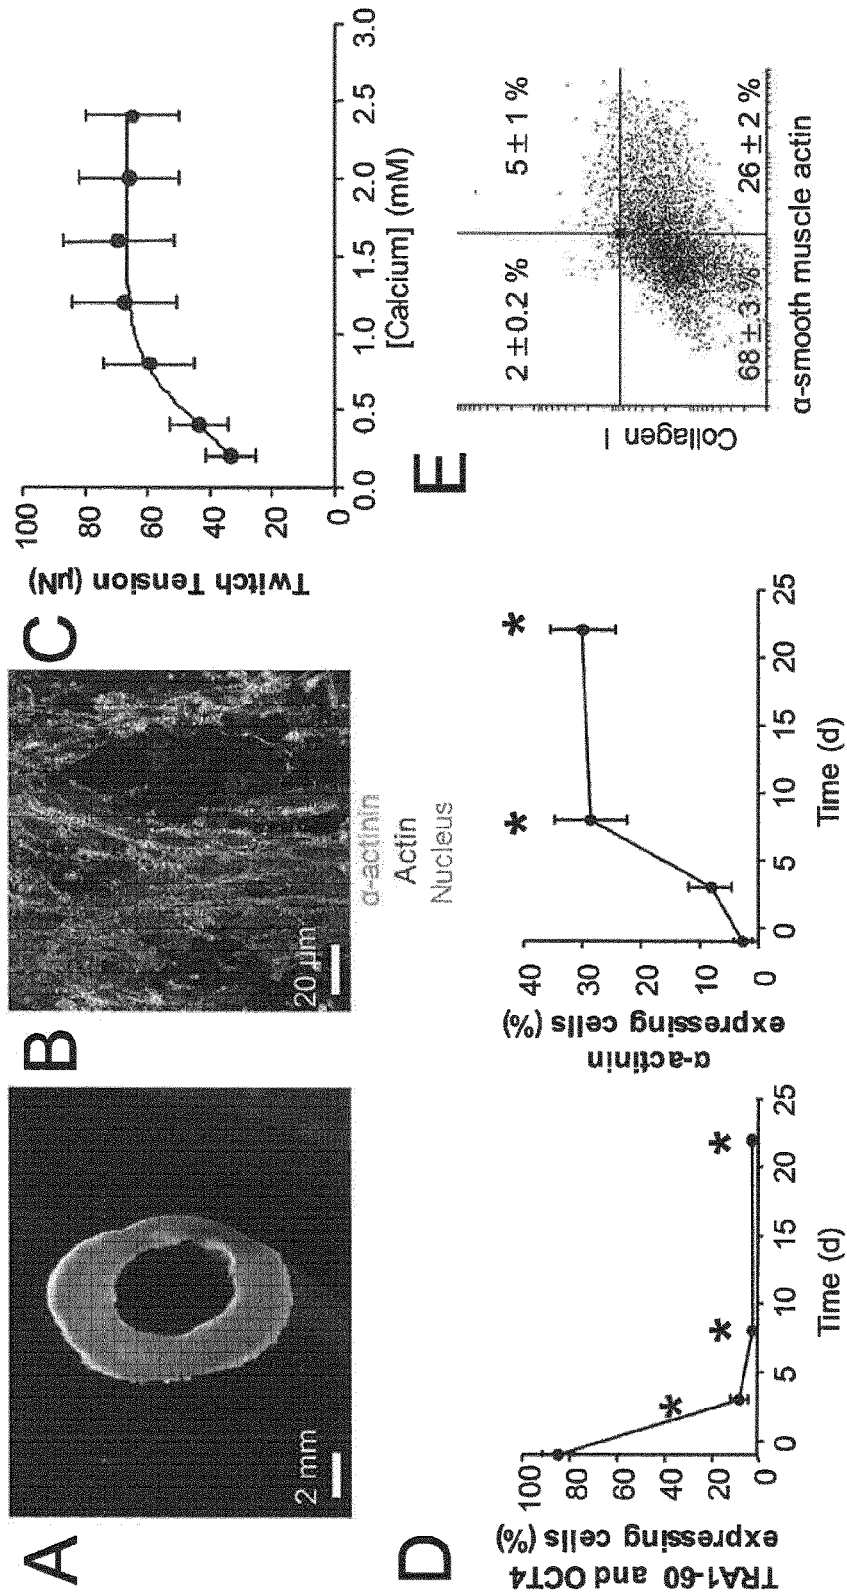 A
2 mm
B
20 µm
α-actinin
Actin
Nucleus
C
Twitch Tension (µN)
100
80
60
40
20
0
0.0
0.5
1.0
1.5
2.0
2.5
3.0
[Calcium] (mM)
D
TRA1-60 and OCT4
expressing cells (%)
100
80
60
40
20
0
0
5
10
15
20
25
Time (d)
*
*
*
α-actinin
expressing cells (%)
40
30
20
10
0
0
5
10
15
20
25
Time (d)
*
*
E
Collagen I
2 ± 0.2 %
5 ± 1 %
68 ± 3 %
26 ± 2 %
α-smooth muscle actin